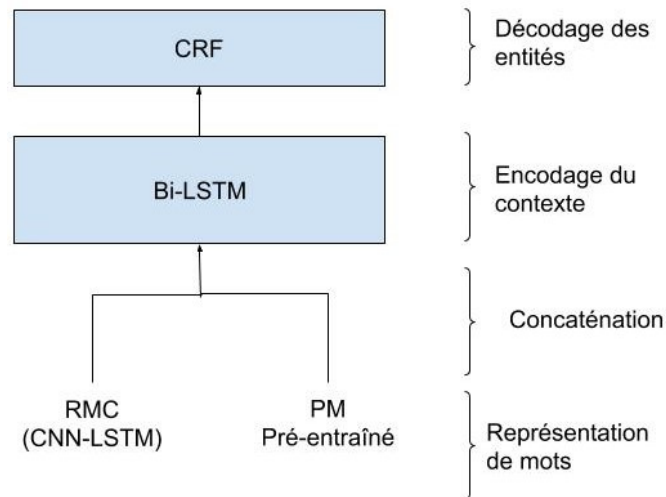 CRF
Décodage des
entités
Bi-LSTM
Encodage du
contexte
Concaténation
RMC
(CNN-LSTM)
PM
Pré-entraîné
Représentation
de mots